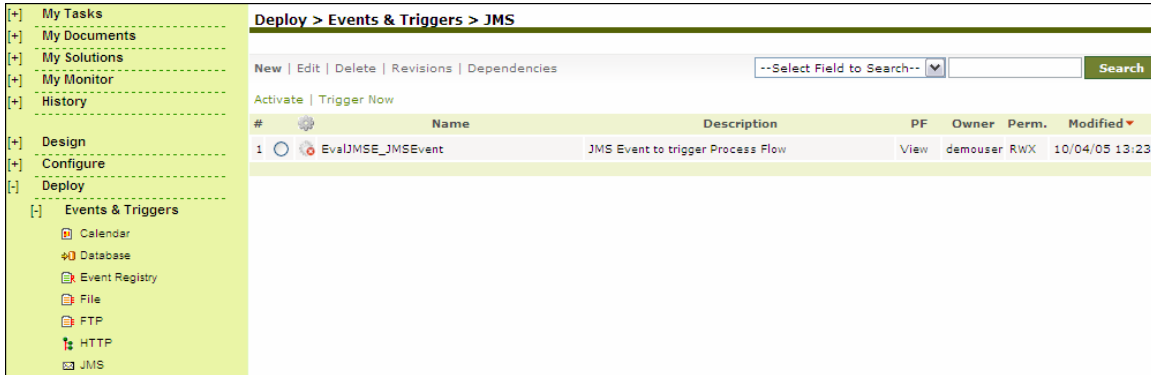 [+] My Tasks
[+] My Documents
[+] My Solutions
[+] My Monitor
[+] History
[+] Design
[+] Configure
[-] Deploy
[-] Events & Triggers
Calendar
Database
Event Registry
File
FTP
HTTP
JMS
Deploy > Events & Triggers > JMS
New | Edit | Delete | Revisions | Dependencies --Select Field to Search-- Search
Activate | Trigger Now
# Name Description PF Owner Perm. Modified
1 EvalJMSE_JMSEvent JMS Event to trigger Process Flow View demouser RWX 10/04/05 13:23